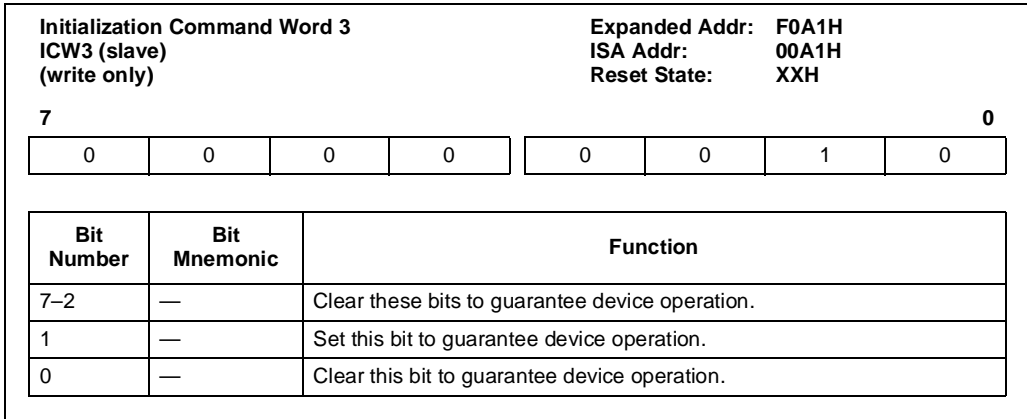 Initialization Command Word 3 Expanded Addr: F0A1H
ICW3 (slave) ISA Addr: 00A1H
(write only) Reset State: XXH
7 0
0 0 0 0 0 0 1 0
Bit Number Bit Mnemonic Function
7–2 — Clear these bits to guarantee device operation.
1 — Set this bit to guarantee device operation.
0 — Clear this bit to guarantee device operation.